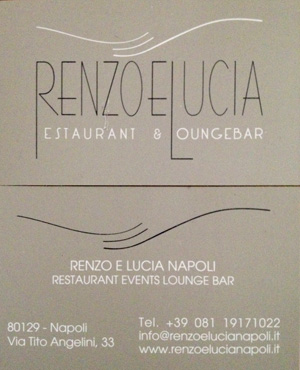 RENZOELUCIA
ESTAURANT & LOUNGEBAR
RENZO E LUCIA NAPOLI
RESTAURANT EVENTS LOUNGE BAR
80129 - Napoli
Via Tito Angelini, 33
Tel. +39 081 19171022
info@renzoelucianapoli.it
www.renzoelucianapoli.it